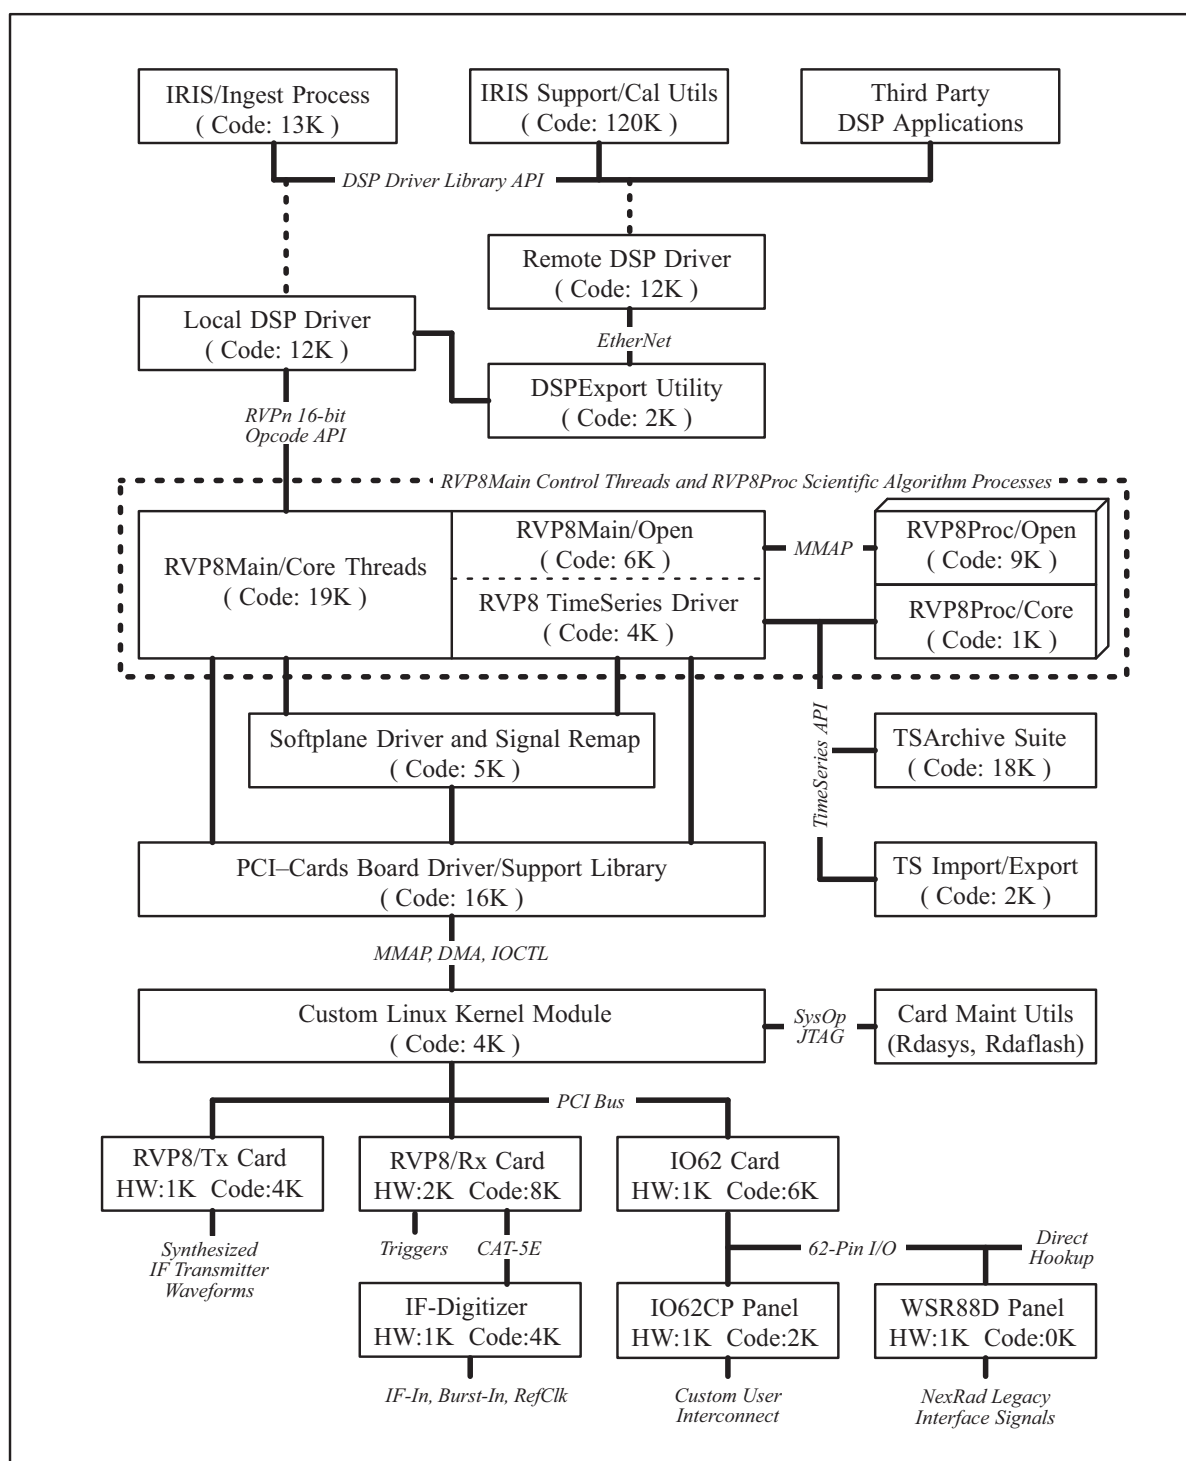 IRIS/Ingest Process
( Code: 13K )
IRIS Support/Cal Utils
( Code: 120K )
Third Party
DSP Applications
DSP Driver Library API
Remote DSP Driver
( Code: 12K )
Local DSP Driver
( Code: 12K )
EtherNet
DSPExport Utility
( Code: 2K )
RVPn 16-bit
Opcode API
RVP8Main Control Threads and RVP8Proc Scientific Algorithm Processes
RVP8Main/Core Threads
( Code: 19K )
RVP8Main/Open
( Code: 6K )
RVP8 TimeSeries Driver
( Code: 4K )
MMAP
RVP8Proc/Open
( Code: 9K )
RVP8Proc/Core
( Code: 1K )
Softplane Driver and Signal Remap
( Code: 5K )
TimeSeries API
TSArchive Suite
( Code: 18K )
PCI–Cards Board Driver/Support Library
( Code: 16K )
TS Import/Export
( Code: 2K )
MMAP, DMA, IOCTL
Custom Linux Kernel Module
( Code: 4K )
SysOp
JTAG
Card Maint Utils
(Rdasys, Rdaflash)
PCI Bus
RVP8/Tx Card
HW:1K Code:4K
RVP8/Rx Card
HW:2K Code:8K
IO62 Card
HW:1K Code:6K
Synthesized
IF Transmitter
Waveforms
Triggers
CAT-5E
62-Pin I/O
Direct
Hookup
IF-Digitizer
HW:1K Code:4K
IO62CP Panel
HW:1K Code:2K
WSR88D Panel
HW:1K Code:0K
IF-In, Burst-In, RefClk
Custom User
Interconnect
NexRad Legacy
Interface Signals